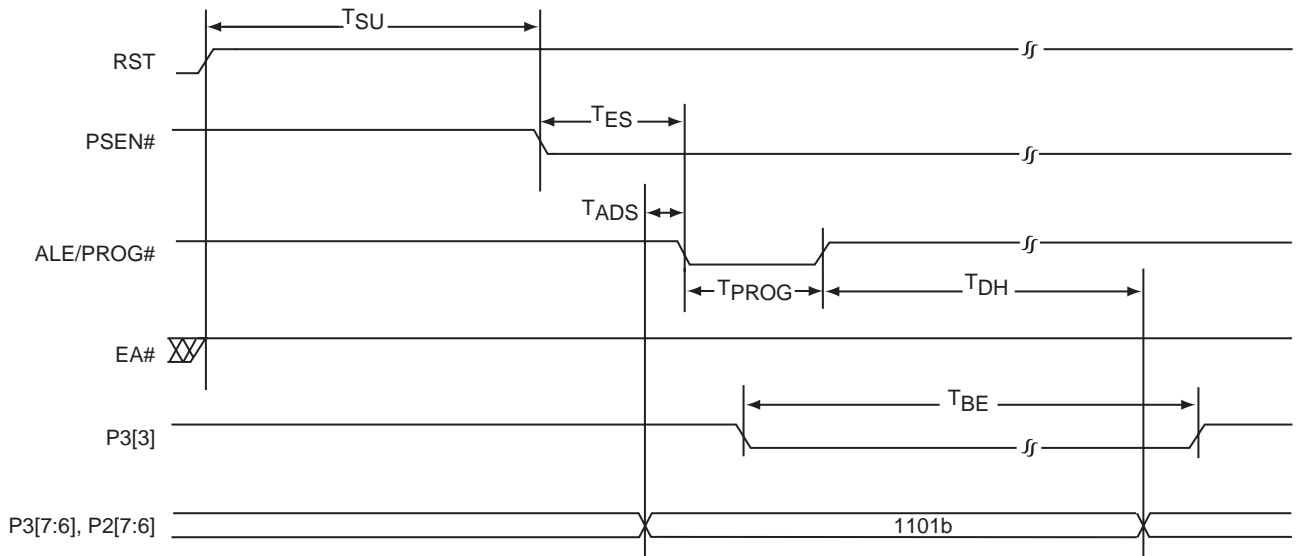 TSU
RST
TES
PSEN#
TADS
ALE/PROG#
TPROG
TDH
EA#
TBE
P3[3]
P3[7:6], P2[7:6]
1101b